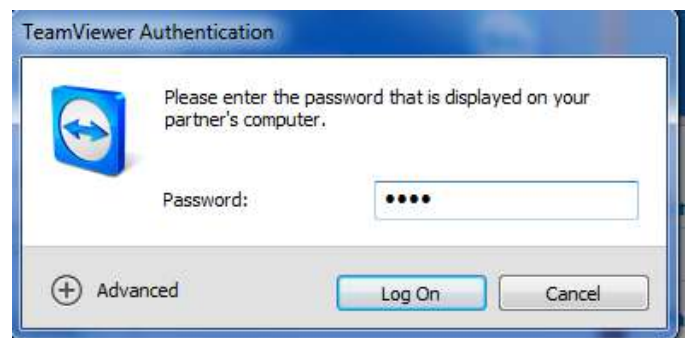 TeamViewer Authentication
Please enter the password that is displayed on your
partner's computer.
Password: ••••
Advanced
Log On
Cancel